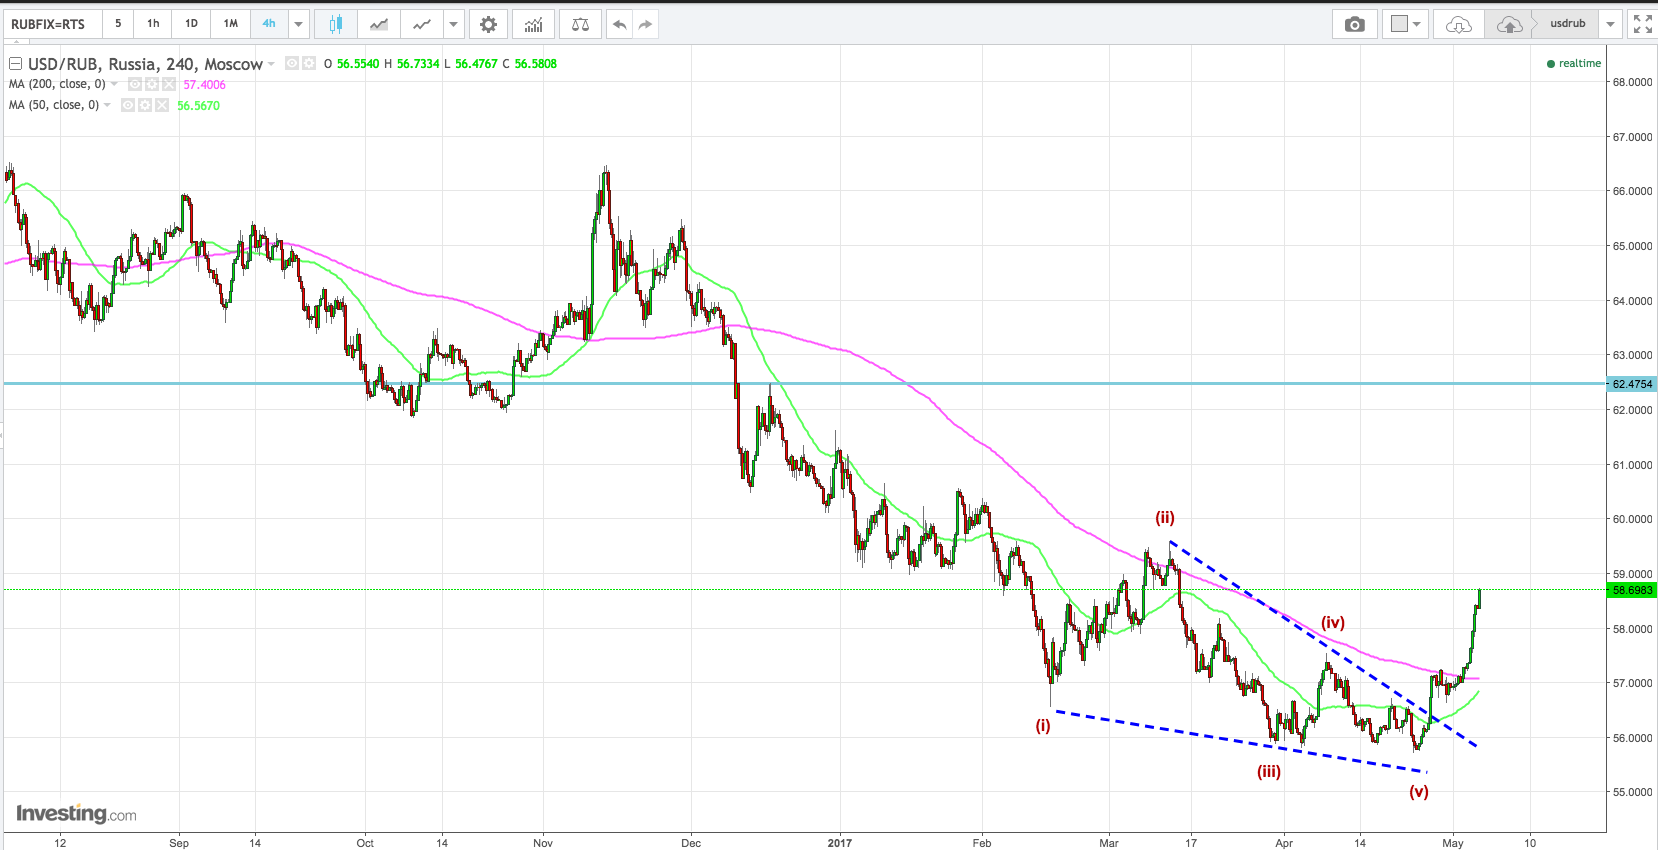 RUBFIX=RTS 5 1h 1D 1M 4h usdrub
USD/RUB, Russia, 240, Moscow O 56.5540 H 56.7334 L 56.4767 C 56.5808
realtime
MA (200, close, 0) 57.4006
MA (50, close, 0) 56.5670
68.0000
67.0000
66.0000
65.0000
64.0000
63.0000
62.4754
62.0000
61.0000
60.0000
59.0000
58.6983
58.0000
57.0000
56.0000
55.0000
(ii)
(iv)
(i)
(iii)
(v)
Investing.com
12 Sep 14 Oct 14 Nov Dec 2017 Feb Mar 17 Apr 14 May 10